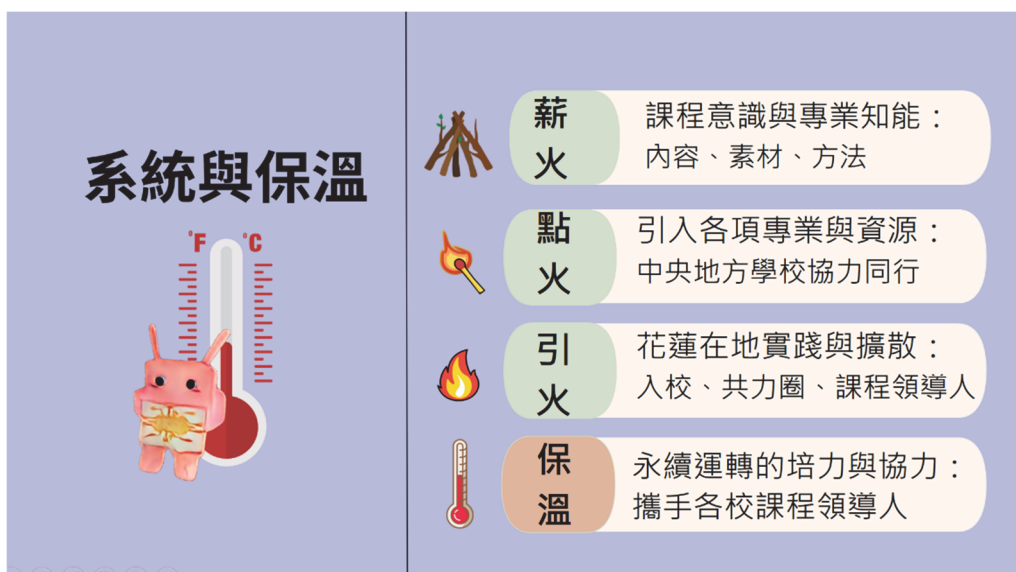 系統與保溫
°F °C
薪火
課程意識與專業知能：
內容、素材、方法
點火
引入各項專業與資源：
中央地方學校協力同行
引火
花蓮在地實踐與擴散：
入校、共力圈、課程領導人
保溫
永續運轉的培力與協力：
攜手各校課程領導人